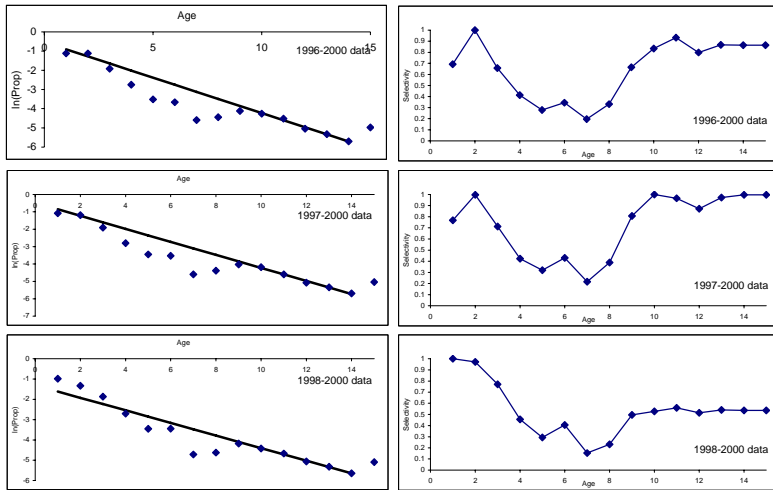 Age
0 5 10 15
0
-1
-2
-3
-4
-5
-6
ln(Prop)
1996-2000 data
1
0.9
0.8
0.7
0.6
0.5
0.4
0.3
0.2
0.1
0
Selectivity
1996-2000 data
0 2 4 6 8 10 12 14
Age
Age
0 2 4 6 8 10 12 14
0
-1
-2
-3
-4
-5
-6
-7
ln(Prop)
1997-2000 data
1
0.9
0.8
0.7
0.6
0.5
0.4
0.3
0.2
0.1
0
Selectivity
1997-2000 data
0 2 4 6 8 10 12 14
Age
Age
0 2 4 6 8 10 12 14
0
-1
-2
-3
-4
-5
-6
ln(Prop)
1998-2000 data
1
0.9
0.8
0.7
0.6
0.5
0.4
0.3
0.2
0.1
0
Selectivity
1998-2000 data
0 2 4 6 8 10 12 14
Age